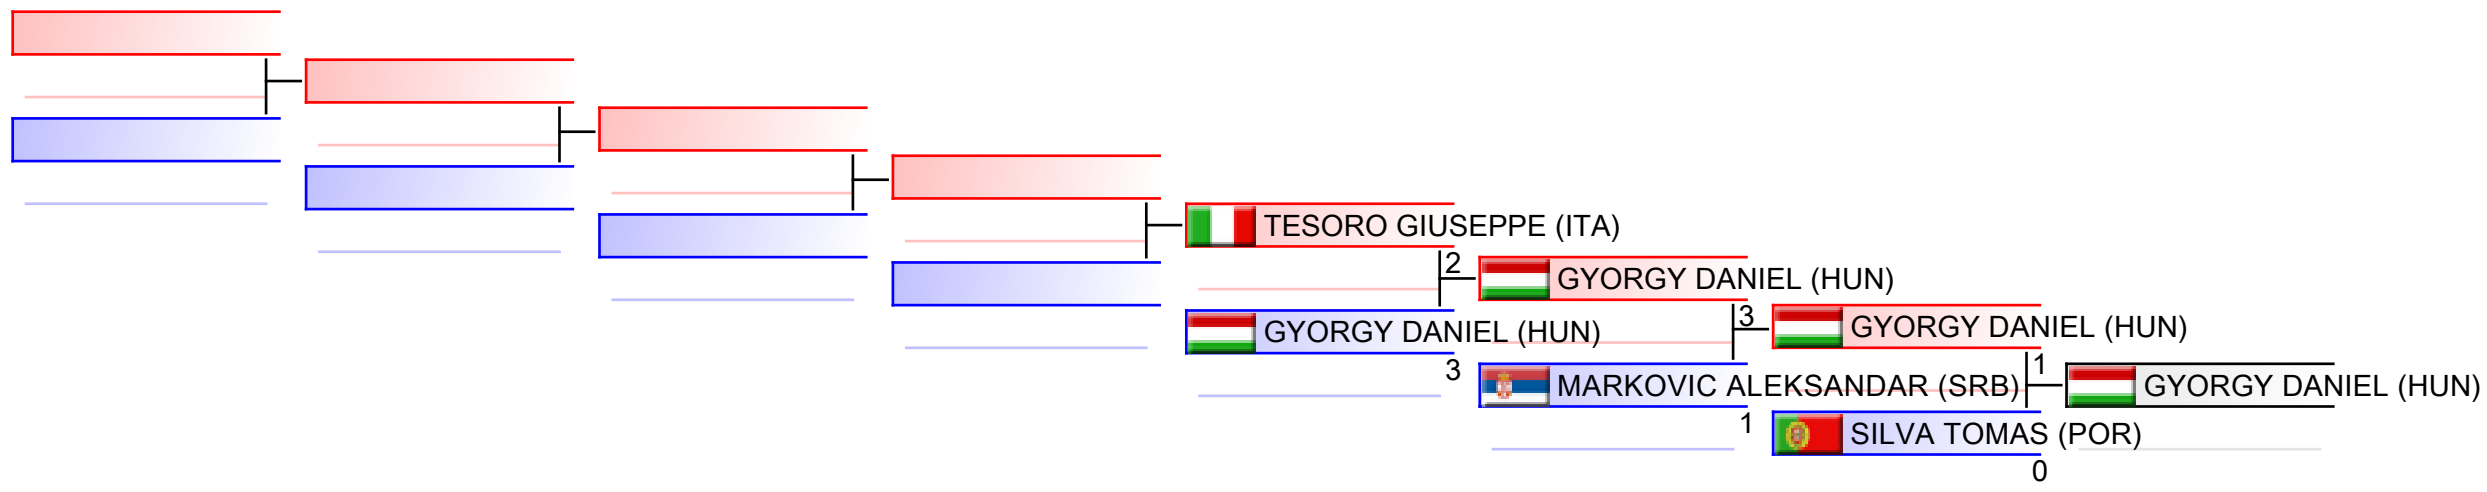 TESORO GIUSEPPE (ITA)
2
GYORGY DANIEL (HUN)
GYORGY DANIEL (HUN)
3
3
GYORGY DANIEL (HUN)
MARKOVIC ALEKSANDAR (SRB)
1
1
GYORGY DANIEL (HUN)
SILVA TOMAS (POR)
0